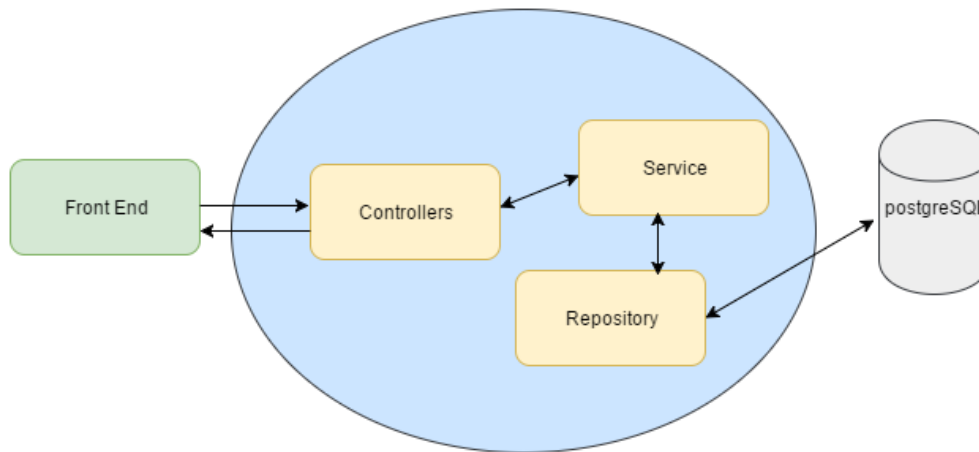 Front End
Controllers
Service
Repository
postgreSQL